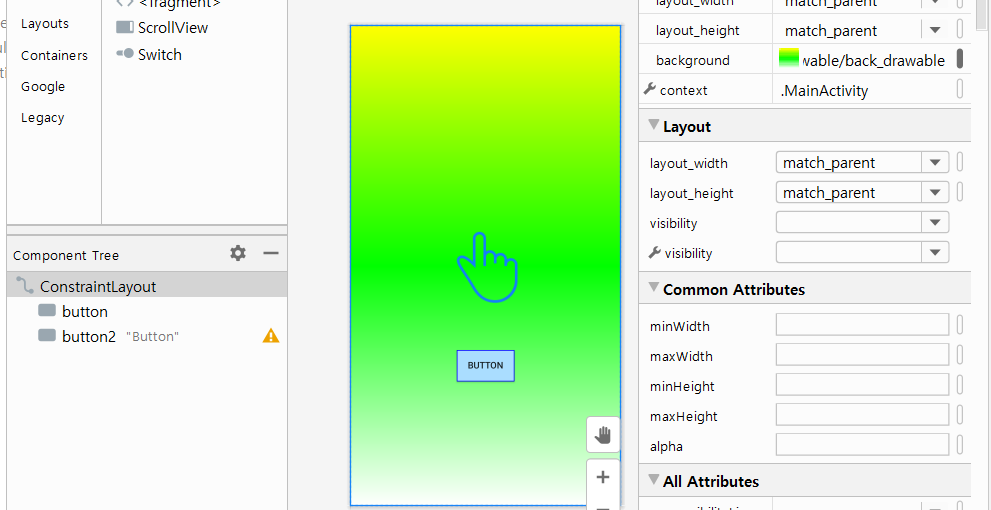 Layouts
Containers
Google
Legacy
<fragment>
ScrollView
Switch
Component Tree
ConstraintLayout
button
button2 "Button"
BUTTON
layout_width match_parent
layout_height match_parent
background wable/back_drawable
context .MainActivity
Layout
layout_width match_parent
layout_height match_parent
visibility
visibility
Common Attributes
minWidth
maxWidth
minHeight
maxHeight
alpha
All Attributes